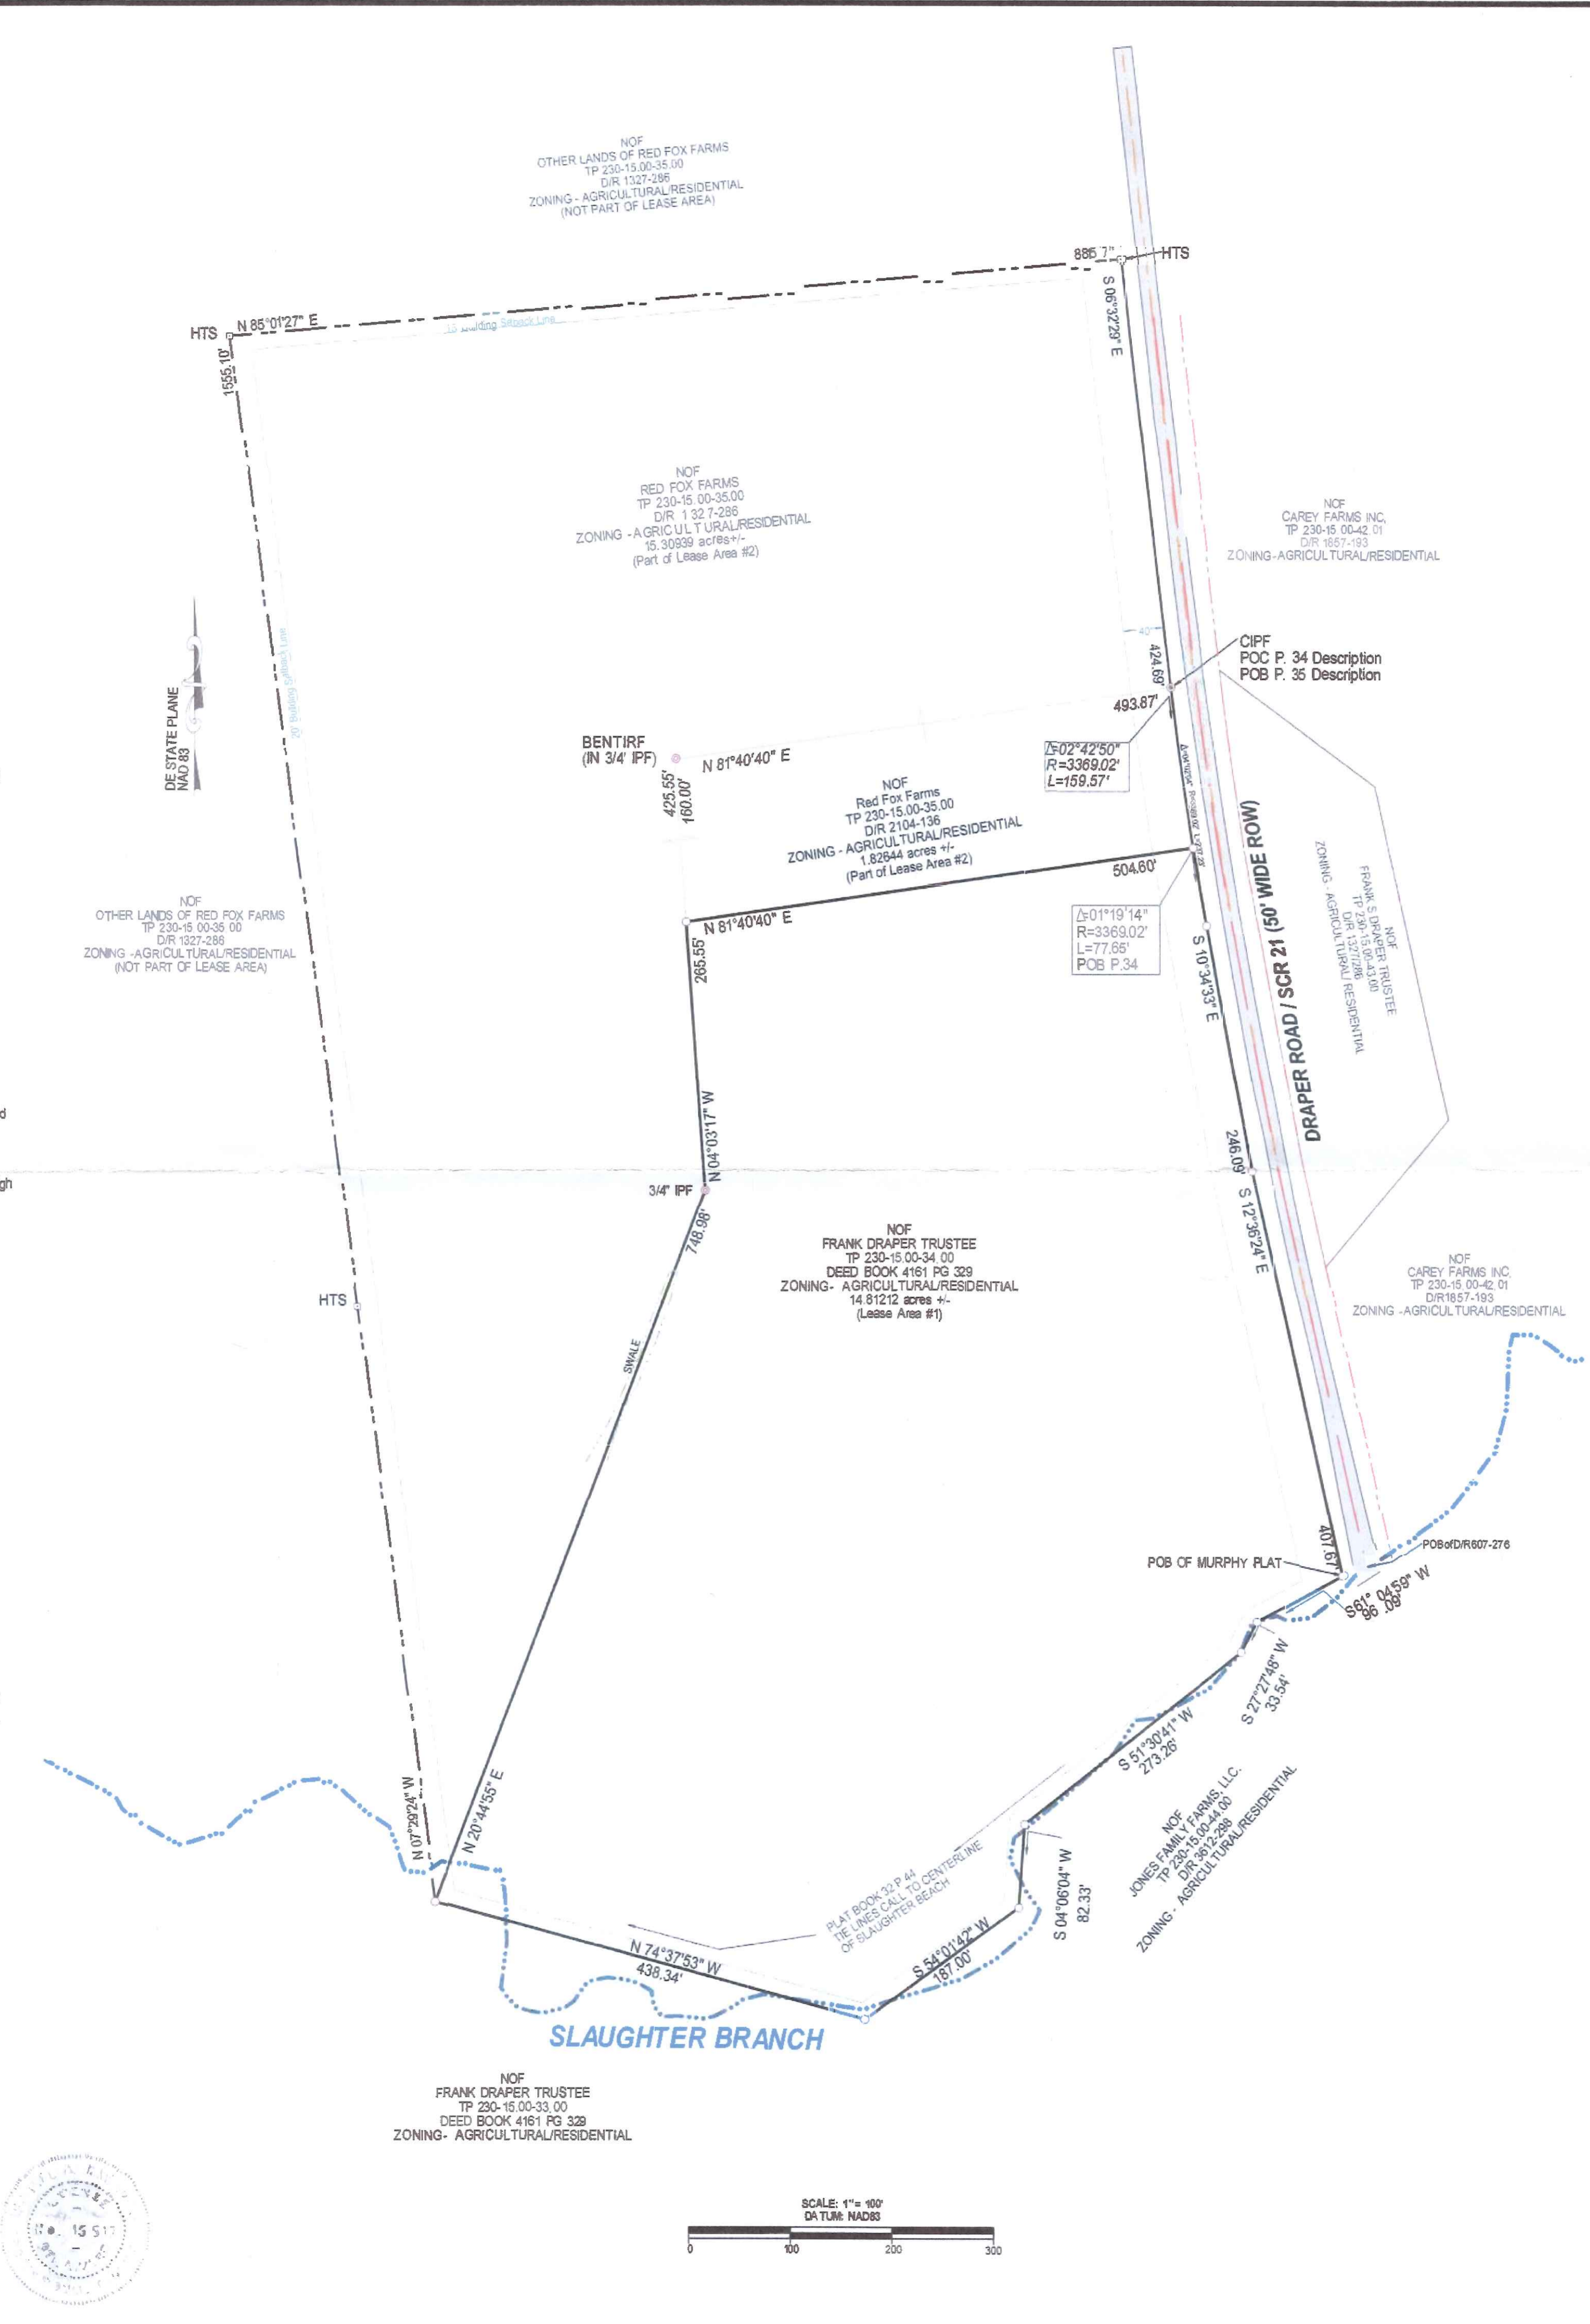 NOF
OTHER LANDS OF RED FOX FARMS
TP 230-15.00-35.00
D/R 1327-286
ZONING - AGRICULTURAL/RESIDENTIAL
(NOT PART OF LEASE AREA)
885.7"
HTS
HTS
N 85°01'27" E
15' Building Setback Line
S 06°32'29" E
1555.10'
NOF
RED FOX FARMS
TP 230-15.00-35.00
D/R 1327-286
ZONING - AGRICULTURAL/RESIDENTIAL
15.30939 acres+/-
(Part of Lease Area #2)
NOF
CAREY FARMS INC,
TP 230-15.00-42.01
D/R 1857-193
ZONING-AGRICULTURAL/RESIDENTIAL
20' Building Setback Line
DE STATE PLANE
NAD 83
40'
424.69'
CIPF
POC P. 34 Description
POB P. 35 Description
493.87'
BENTIRF
(IN 3/4' IPF)
N 81°40'40" E
425.55'
160.00'
Δ=02°42'50"
R=3369.02'
L=159.57'
NOF
Red Fox Farms
TP 230-15.00-35.00
D/R 2104-136
ZONING - AGRICULTURAL/RESIDENTIAL
1.82644 acres +/-
(Part of Lease Area #2)
504.60'
N 81°40'40" E
Δ=01°19'14"
R=3369.02'
L=77.65'
POB P.34
265.55'
S 10°34'33" E
DRAPER ROAD / SCR 21 (50' WIDE ROW)
NOF
FRANK S DRAPER TRUSTEE
TP 230-15.00-43.00
D/R 1327/286
ZONING - AGRICULTURAL/ RESIDENTIAL
NOF
OTHER LANDS OF RED FOX FARMS
TP 230-15 00-35 00
D/R 1327-286
ZONING -AGRICULTURAL/RESIDENTIAL
(NOT PART OF LEASE AREA)
d
gh
N 04°03'17" W
246.09'
3/4" IPF
748.98'
S 12°36'24" E
NOF
FRANK DRAPER TRUSTEE
TP 230-15.00-34.00
DEED BOOK 4161 PG 329
ZONING- AGRICULTURAL/RESIDENTIAL
14.81212 acres +/-
(Lease Area #1)
NOF
CAREY FARMS INC,
TP 230-15.00-42.01
D/R1857-193
ZONING -AGRICULTURAL/RESIDENTIAL
HTS
SWALE
407.67'
POB OF MURPHY PLAT
POBofD/R607-276
S61° 04'59" W
96 .09'
S 27°27'48" W
33.54'
S 51°30'41" W
273.26'
NOF
JONES FAMILY FARMS, LLC.
TP 230-15.00-44.00
D/R 3612-298
ZONING - AGRICULTURAL/RESIDENTIAL
N 07°29'24" W
N 20°44'55" E
PLAT BOOK 32 P 44
TIE LINES CALL TO CENTERLINE
OF SLAUGHTER BEACH
S 04°06'04" W
82.33'
S 54°01'42" W
187.00'
N 74°37'53" W
438.34'
SLAUGHTER BRANCH
NOF
FRANK DRAPER TRUSTEE
TP 230-15.00-33.00
DEED BOOK 4161 PG 329
ZONING- AGRICULTURAL/RESIDENTIAL
SCALE: 1"= 100'
DATUM: NAD83
0 100 200 300